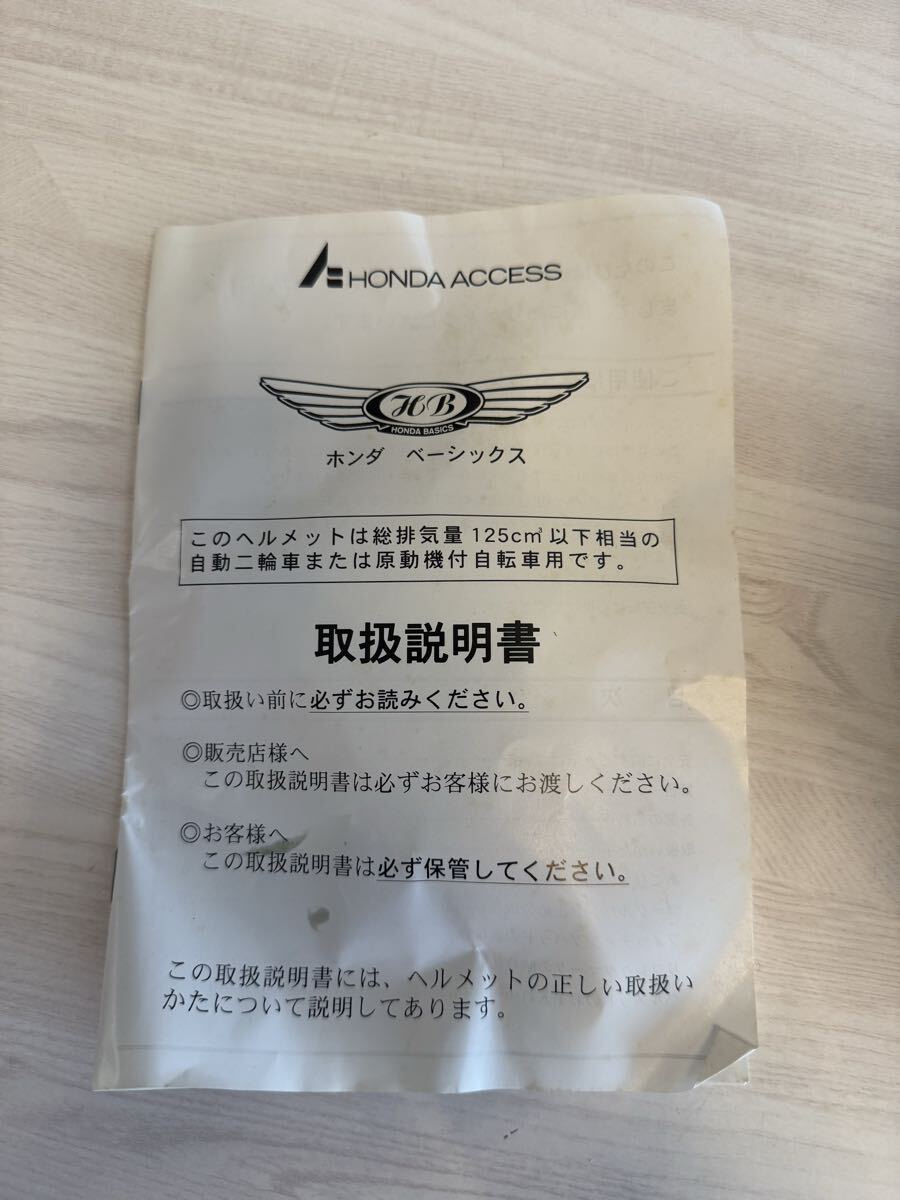 HONDA ACCESS
HB
HONDA BASICS
ホンダ ベーシックス
このヘルメットは総排気量125cm³以下相当の
自動二輪車または原動機付自転車用です。
取扱説明書
◎取扱い前に必ずお読みください。
◎販売店様へ
この取扱説明書は必ずお客様にお渡しください。
◎お客様へ
この取扱説明書は必ず保管してください。
この取扱説明書には、ヘルメットの正しい取扱い
かたについて説明してあります。